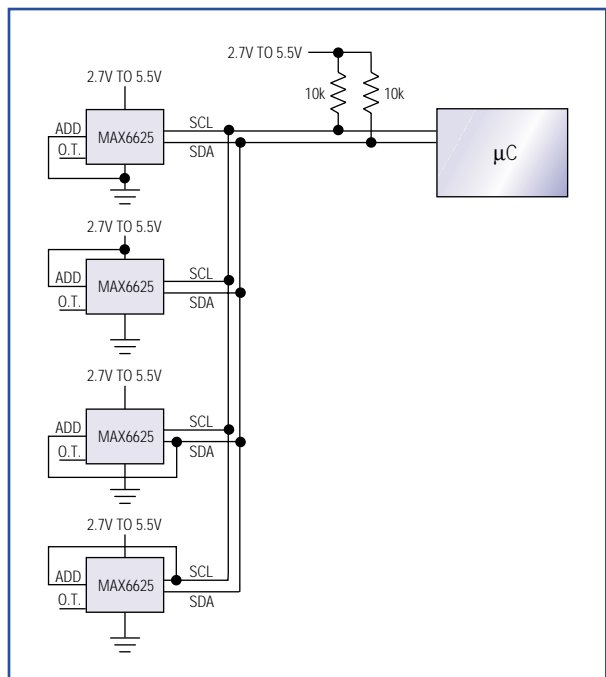 2.7V TO 5.5V
10k
10k
2.7V TO 5.5V
ADD
O.T.
MAX6625
SCL
SDA
µC
2.7V TO 5.5V
ADD
O.T.
MAX6625
SCL
SDA
2.7V TO 5.5V
ADD
O.T.
MAX6625
SCL
SDA
2.7V TO 5.5V
ADD
O.T.
MAX6625
SCL
SDA